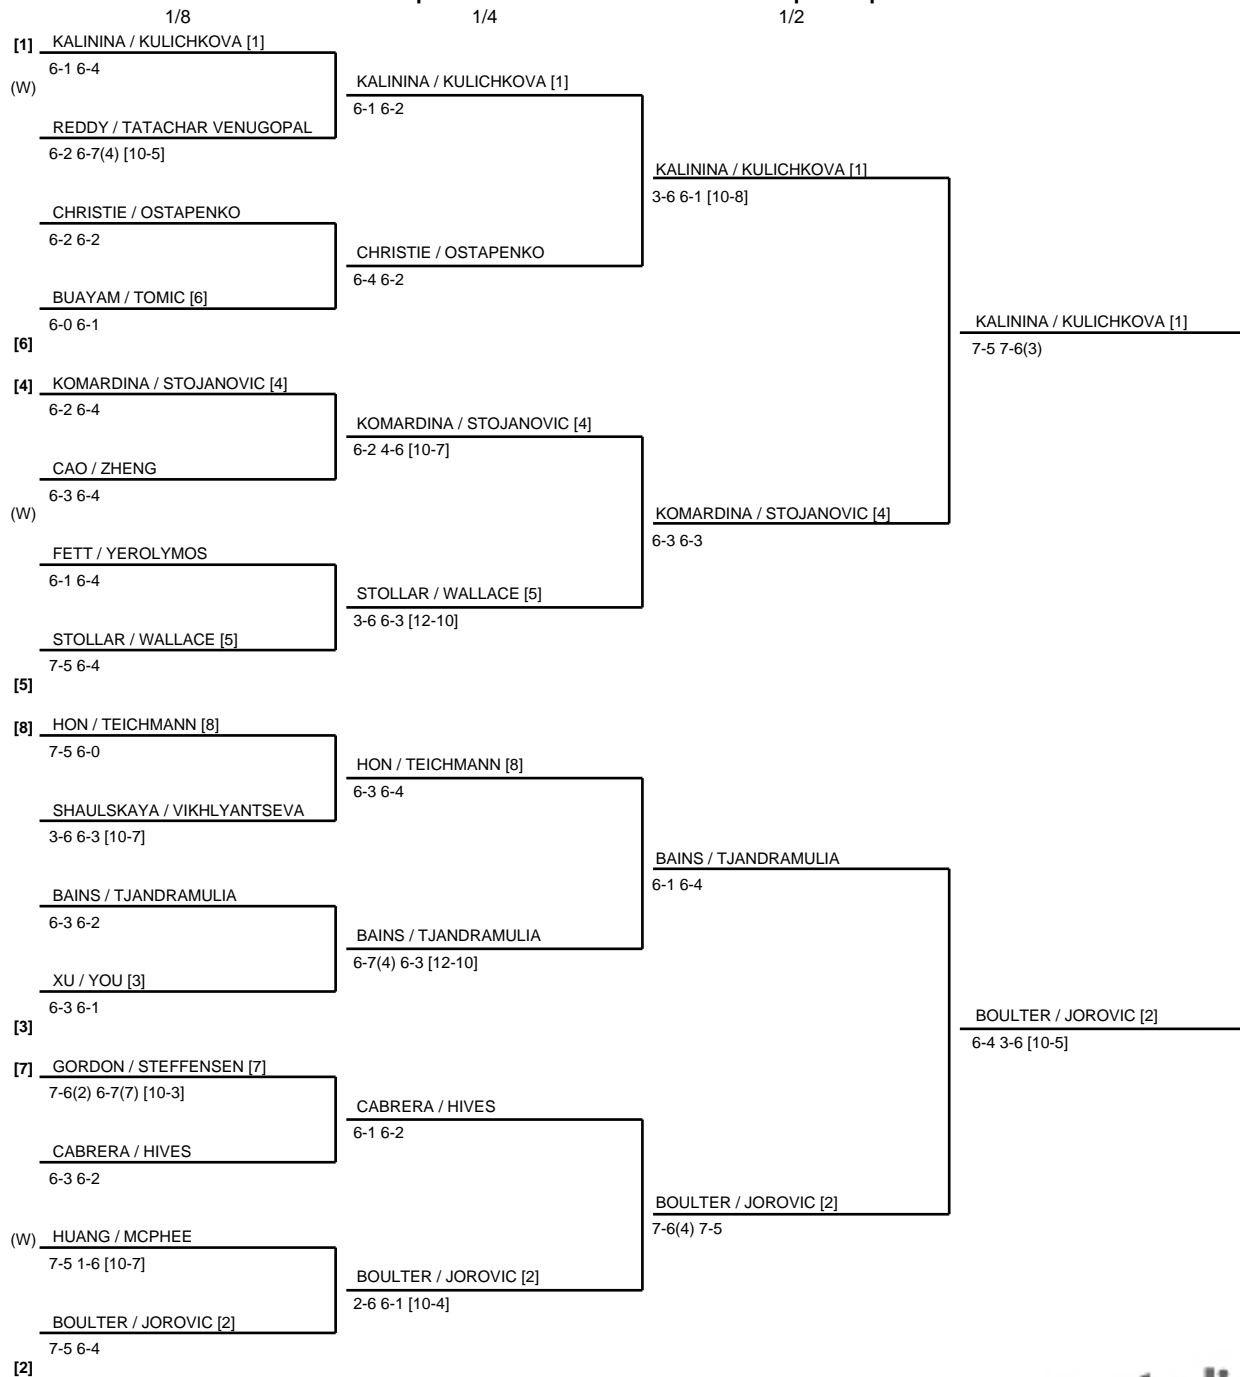 1/8 1/4 1/2
[1] KALININA / KULICHKOVA [1]
6-1 6-4
(W)
KALININA / KULICHKOVA [1]
6-1 6-2
REDDY / TATACHAR VENUGOPAL
6-2 6-7(4) [10-5]
KALININA / KULICHKOVA [1]
3-6 6-1 [10-8]
CHRISTIE / OSTAPENKO
6-2 6-2
CHRISTIE / OSTAPENKO
6-4 6-2
BUAYAM / TOMIC [6]
6-0 6-1
[6]
KALININA / KULICHKOVA [1]
7-5 7-6(3)
[4] KOMARDINA / STOJANOVIC [4]
6-2 6-4
KOMARDINA / STOJANOVIC [4]
6-2 4-6 [10-7]
CAO / ZHENG
6-3 6-4
(W)
KOMARDINA / STOJANOVIC [4]
6-3 6-3
FETT / YEROLYMOS
6-1 6-4
STOLLAR / WALLACE [5]
3-6 6-3 [12-10]
STOLLAR / WALLACE [5]
7-5 6-4
[5]
[8] HON / TEICHMANN [8]
7-5 6-0
HON / TEICHMANN [8]
6-3 6-4
SHAULSKAYA / VIKHLYANTSEVA
3-6 6-3 [10-7]
BAINS / TJANDRAMULIA
6-1 6-4
BAINS / TJANDRAMULIA
6-3 6-2
BAINS / TJANDRAMULIA
6-7(4) 6-3 [12-10]
XU / YOU [3]
6-3 6-1
[3]
BOULTER / JOROVIC [2]
6-4 3-6 [10-5]
[7] GORDON / STEFFENSEN [7]
7-6(2) 6-7(7) [10-3]
CABRERA / HIVES
6-1 6-2
CABRERA / HIVES
6-3 6-2
BOULTER / JOROVIC [2]
7-6(4) 7-5
(W) HUANG / MCPHEE
7-5 1-6 [10-7]
BOULTER / JOROVIC [2]
2-6 6-1 [10-4]
BOULTER / JOROVIC [2]
7-5 6-4
[2]